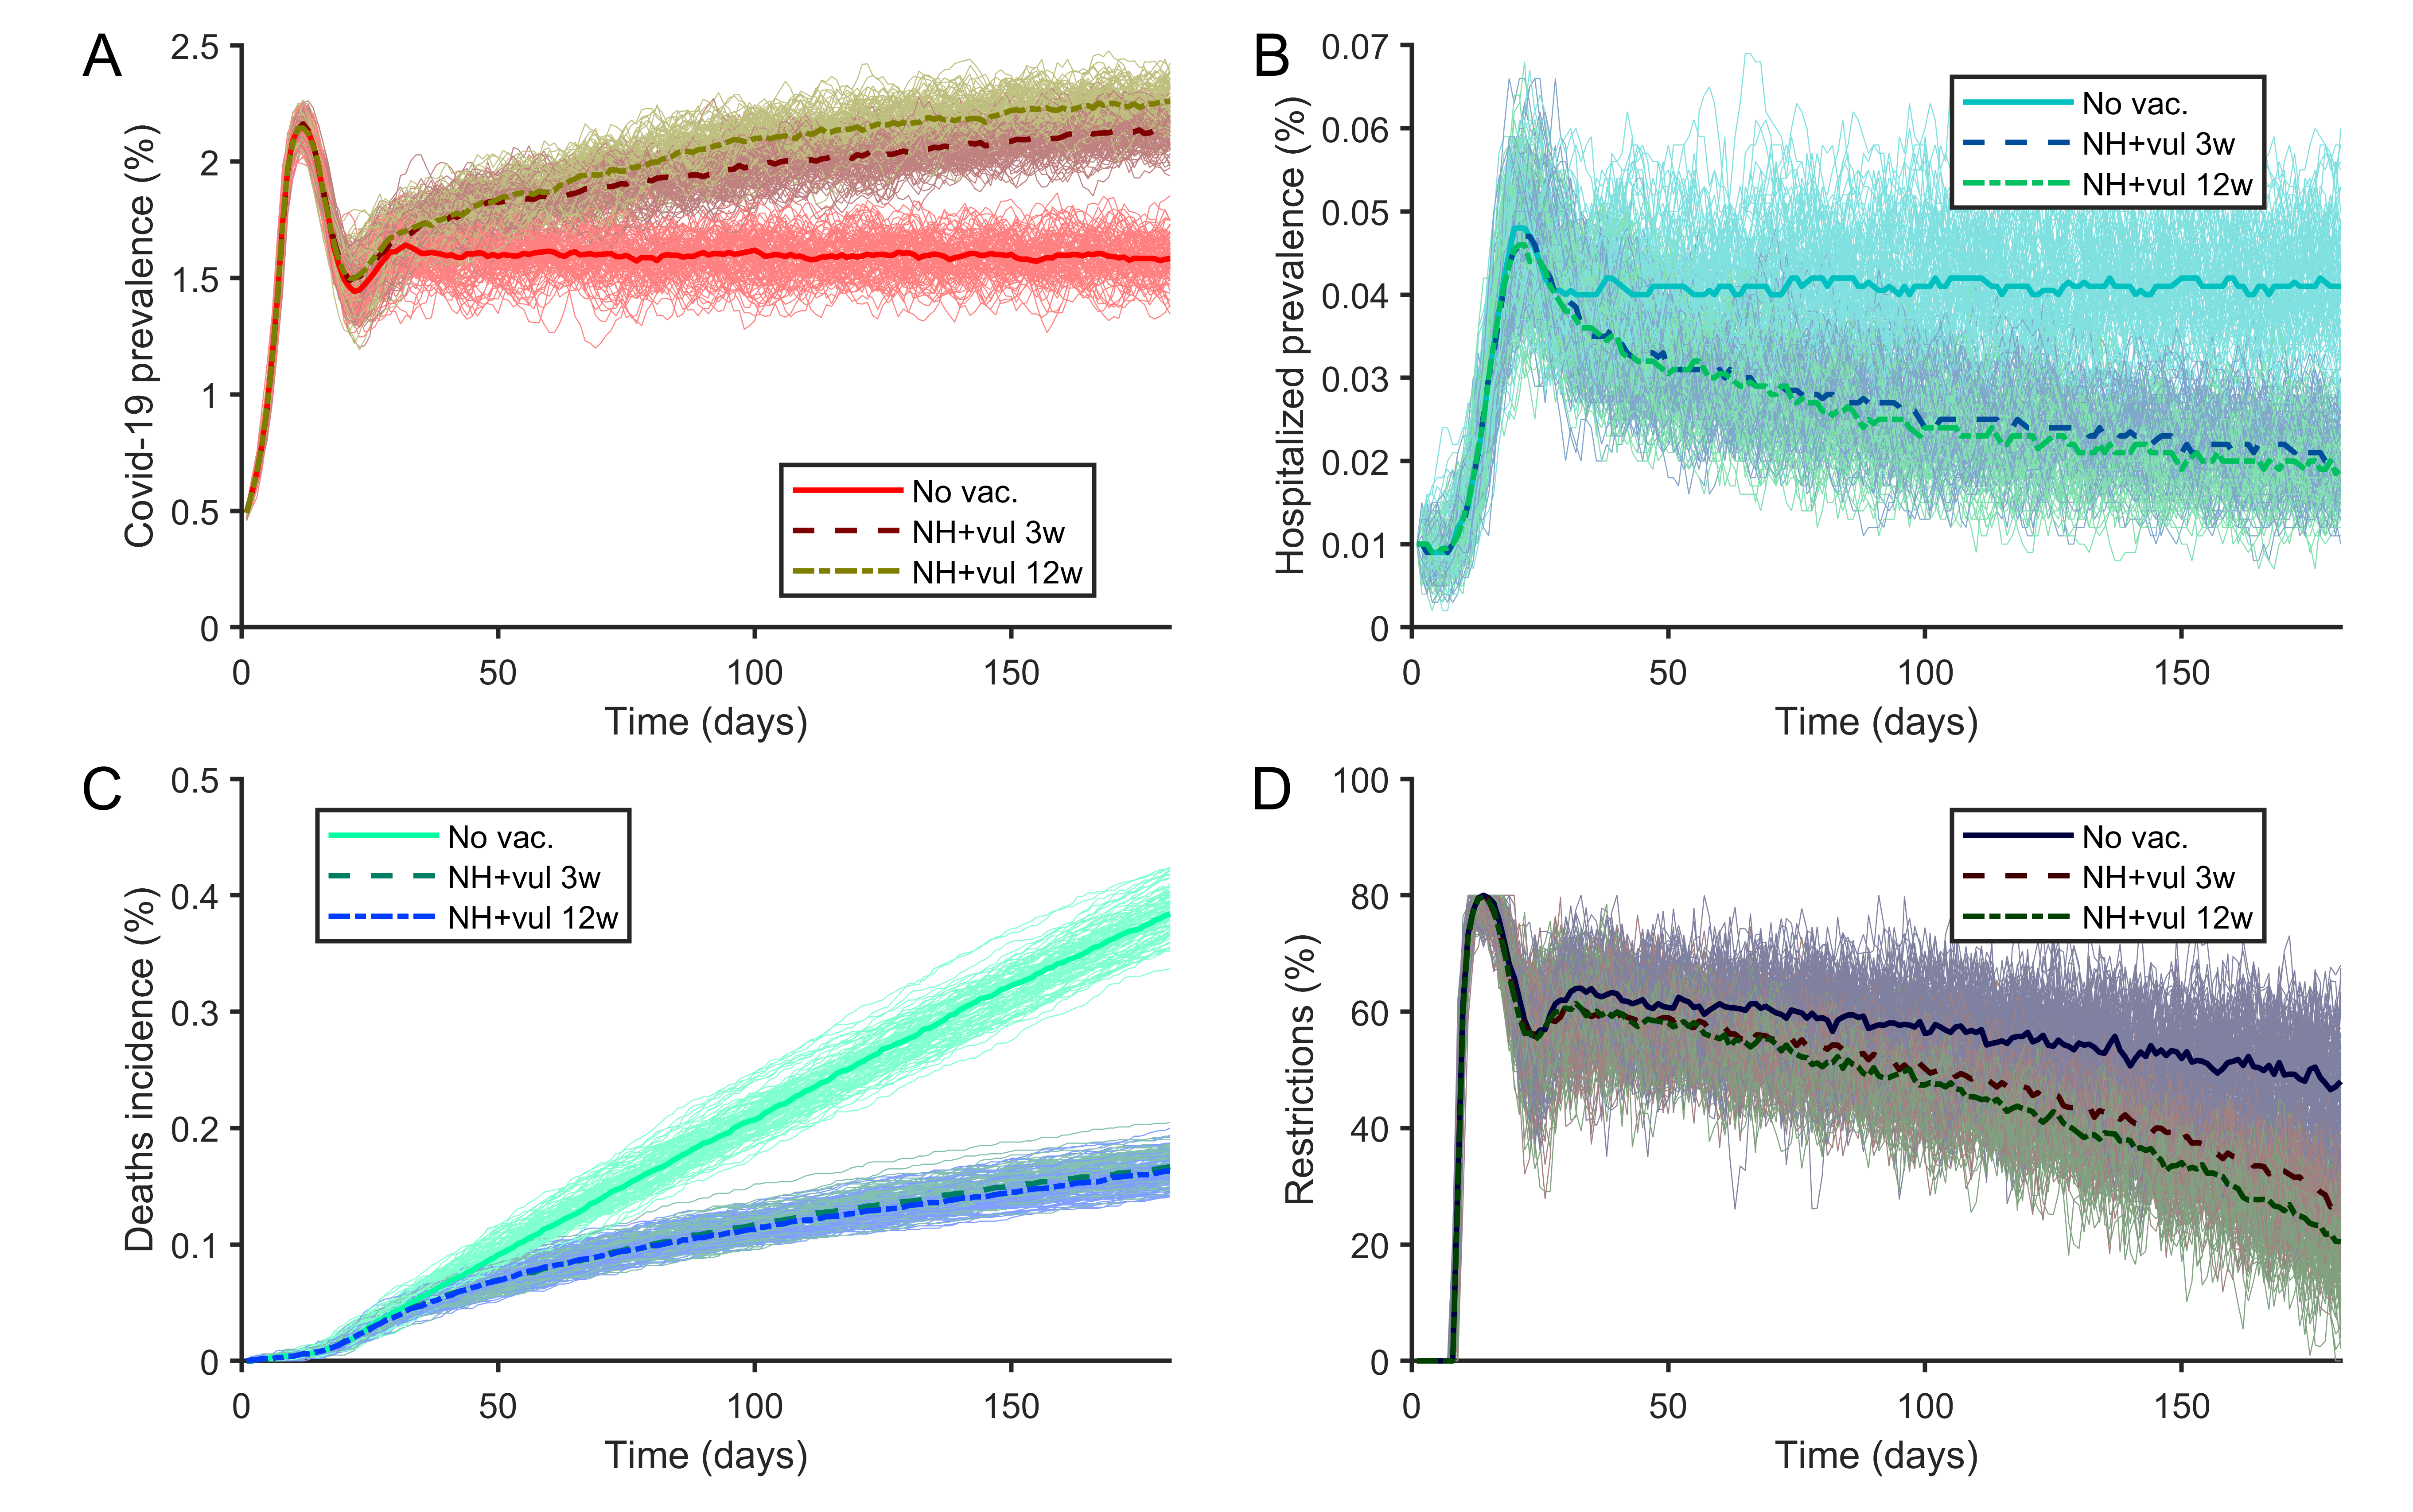 A
2.5
2
1.5
1
0.5
0
Covid-19 prevalence (%)
No vac.
NH+vul 3w
NH+vul 12w
0 50 100 150
Time (days)
B
0.07
0.06
0.05
0.04
0.03
0.02
0.01
0
Hospitalized prevalence (%)
No vac.
NH+vul 3w
NH+vul 12w
0 50 100 150
Time (days)
C
0.5
0.4
0.3
0.2
0.1
0
Deaths incidence (%)
No vac.
NH+vul 3w
NH+vul 12w
0 50 100 150
Time (days)
D
100
80
60
40
20
0
Restrictions (%)
No vac.
NH+vul 3w
NH+vul 12w
0 50 100 150
Time (days)